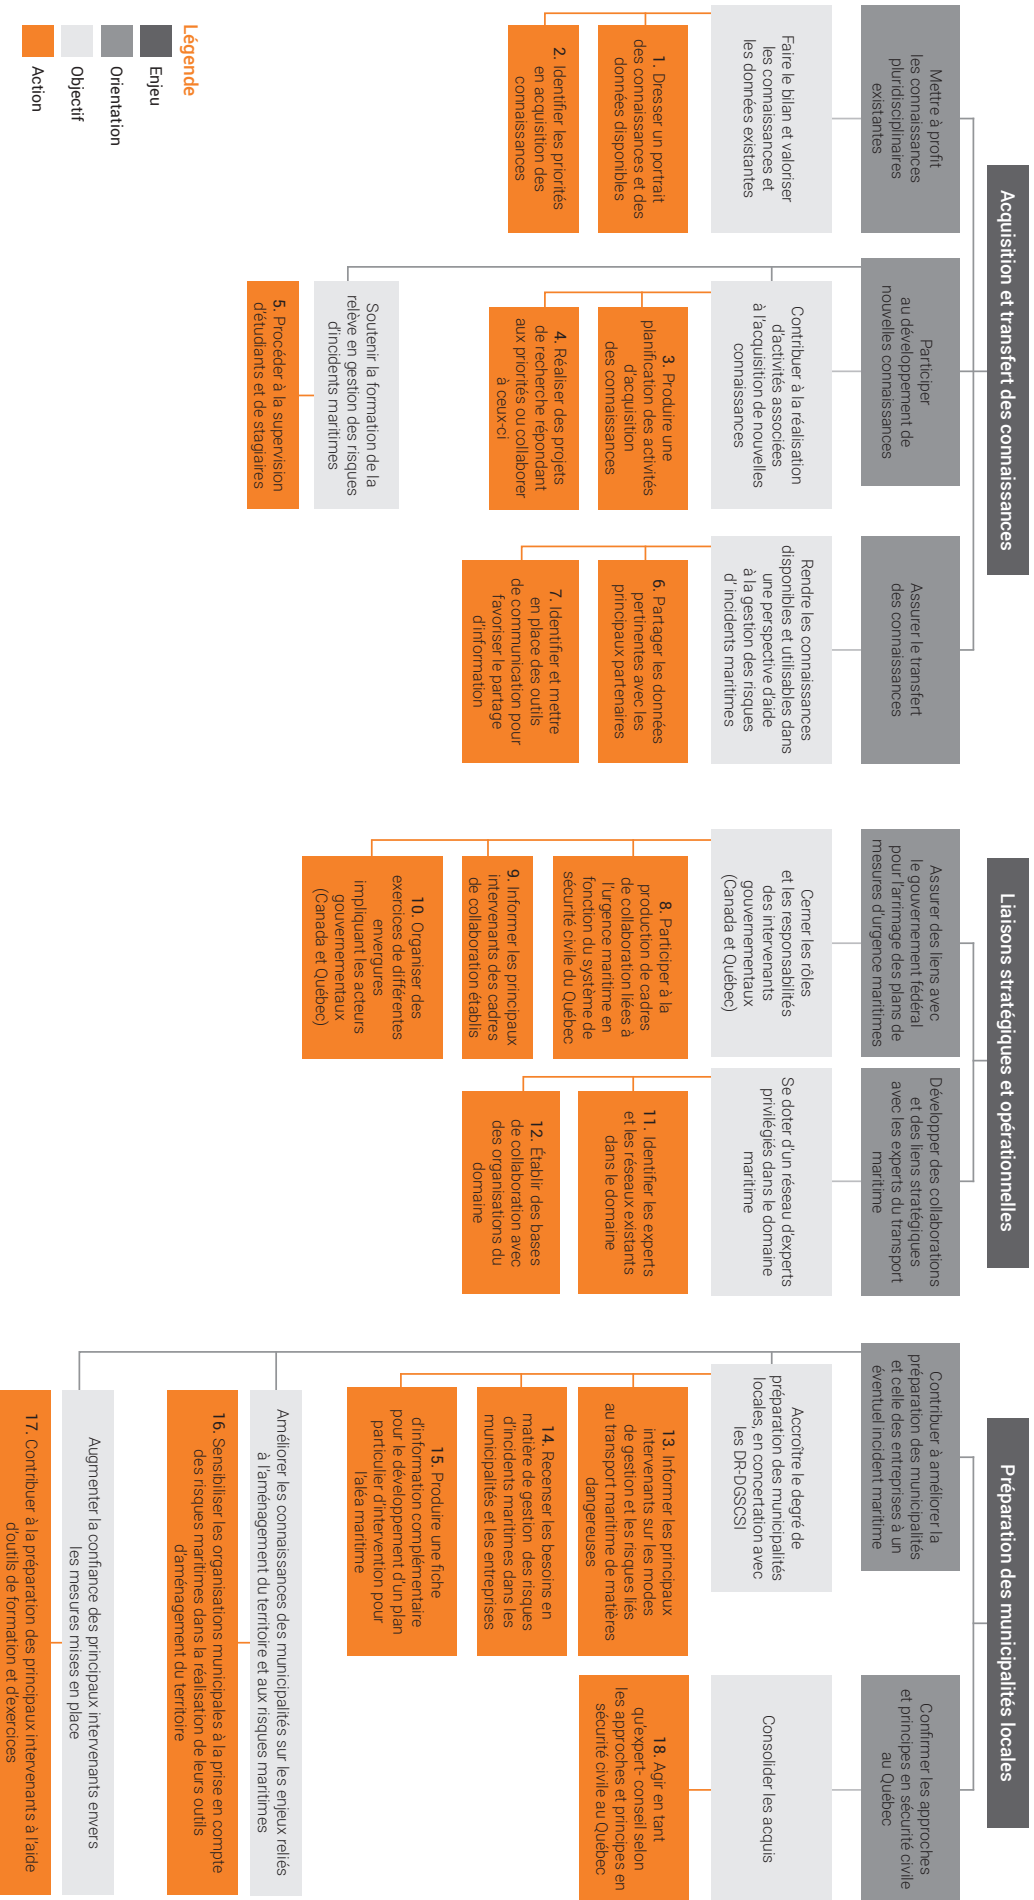 Acquisition et transfert des connaissances
Mettre à profit
les connaissances
pluridisciplinaires
existantes
Faire le bilan et valoriser
les connaissances et
les données existantes
1. Dresser un portrait
des connaissances et des
données disponibles
2. Identifier les priorités
en acquisition des
connaissances
Participer
au développement de
nouvelles connaissances
Contribuer à la réalisation
d'activités associées
à l'acquisition de nouvelles
connaissances
3. Produire une
planification des activités
d'acquisition
des connaissances
4. Réaliser des projets
de recherche répondant
aux priorités ou collaborer
à ceux-ci
Soutenir la formation de la
relève en gestion des risques
d'incidents maritimes
5. Procéder à la supervision
d'étudiants et de stagiaires
Assurer le transfert
des connaissances
Rendre les connaissances
disponibles et utilisables dans
une perspective d'aide
à la gestion des risques
d' incidents maritimes
6. Partager les données
pertinentes avec les
principaux partenaires
7. Identifier et mettre
en place des outils
de communication pour
favoriser le partage
d'information
Liaisons stratégiques et opérationnelles
Assurer des liens avec
le gouvernement fédéral
pour l'arrimage des plans de
mesures d'urgence maritimes
Cerner les rôles
et les responsabilités
des intervenants
gouvernementaux
(Canada et Québec)
8. Participer à la
production de cadres
de collaboration liées à
l'urgence maritime en
fonction du système de
sécurité civile du Québec
9. Informer les principaux
intervenants des cadres
de collaboration établis
10. Organiser des
exercices de différentes
envergures
impliquant les acteurs
gouvernementaux
(Canada et Québec)
Développer des collaborations
et des liens stratégiques
avec les experts du transport
maritime
Se doter d'un réseau d'experts
privilégiés dans le domaine
maritime
11. Identifier les experts
et les réseaux existants
dans le domaine
12. Établir des bases
de collaboration avec
des organisations du
domaine
Préparation des municipalités locales
Contribuer à améliorer la
préparation des municipalités
et celle des entreprises à un
éventuel incident maritime
Accroître le degré de
préparation des municipalités
locales, en concertation avec
les DR-DGSCSI
13. Informer les principaux
intervenants sur les modes
de gestion et les risques liés
au transport maritime de matières
dangereuses
14. Recenser les besoins en
matière de gestion des risques
d'incidents maritimes dans les
municipalités et les entreprises
15. Produire une fiche
d'information complémentaire
pour le développement d'un plan
particulier d'intervention pour
l'aléa maritime
Améliorer les connaissances des municipalités sur les enjeux reliés
à l'aménagement du territoire et aux risques maritimes
16. Sensibiliser les organisations municipales à la prise en compte
des risques maritimes dans la réalisation de leurs outils
d'aménagement du territoire
Augmenter la confiance des principaux intervenants envers
les mesures mises en place
17. Contribuer à la préparation des principaux intervenants à l'aide
d'outils de formation et d'exercices
Confirmer les approches
et principes en sécurité civile
au Québec
Consolider les acquis
18. Agir en tant
qu'expert- conseil selon
les approches et principes en
sécurité civile au Québec
Légende
Enjeu
Orientation
Objectif
Action